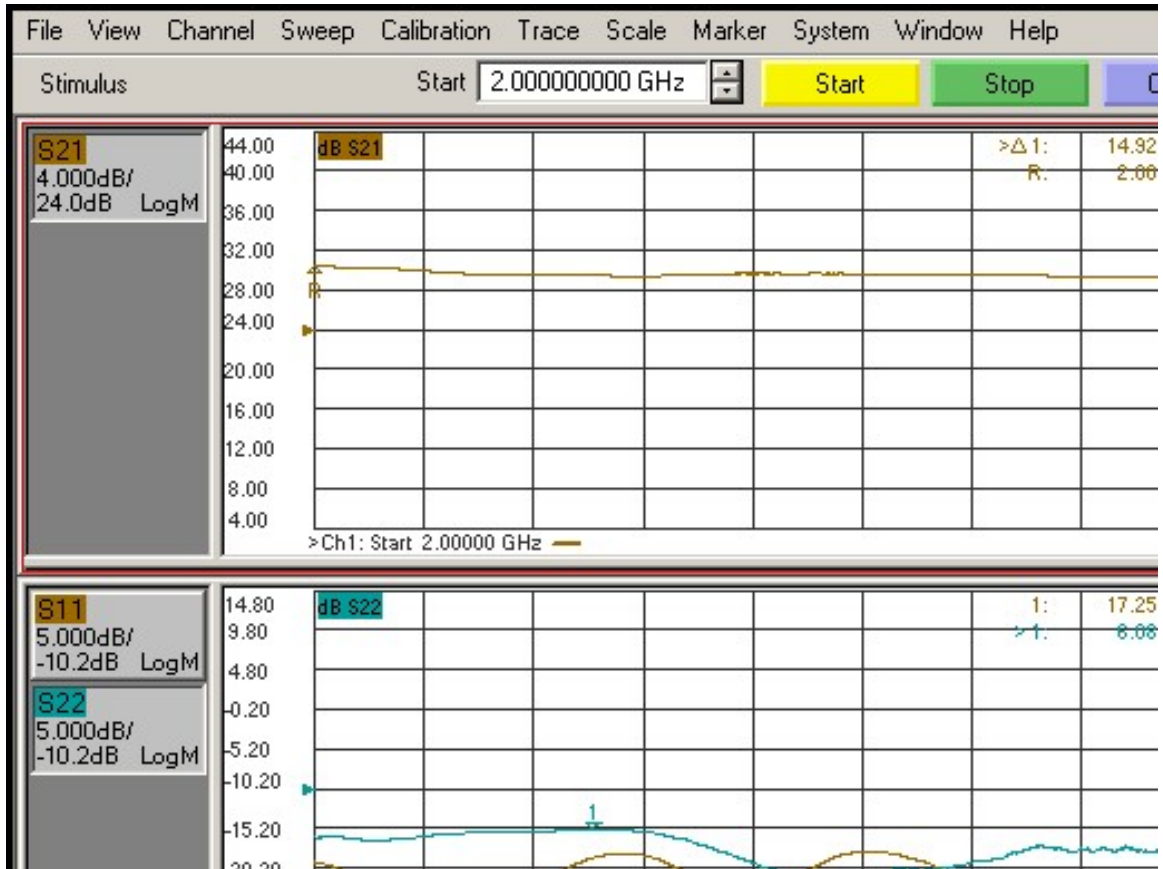 File View Channel Sweep Calibration Trace Scale Marker System Window Help
Stimulus Start 2.000000000 GHz Start Stop
S21
4.000dB/
24.0dB LogM
44.00
40.00
36.00
32.00
28.00
24.00
20.00
16.00
12.00
8.00
4.00
dB S21
>Δ 1: 14.92
R: 2.00
R
>Ch1: Start 2.00000 GHz
S11
5.000dB/
-10.2dB LogM
S22
5.000dB/
-10.2dB LogM
14.80
9.80
4.80
-0.20
-5.20
-10.20
-15.20
dB S22
1: 17.25
>1: 8.08
1